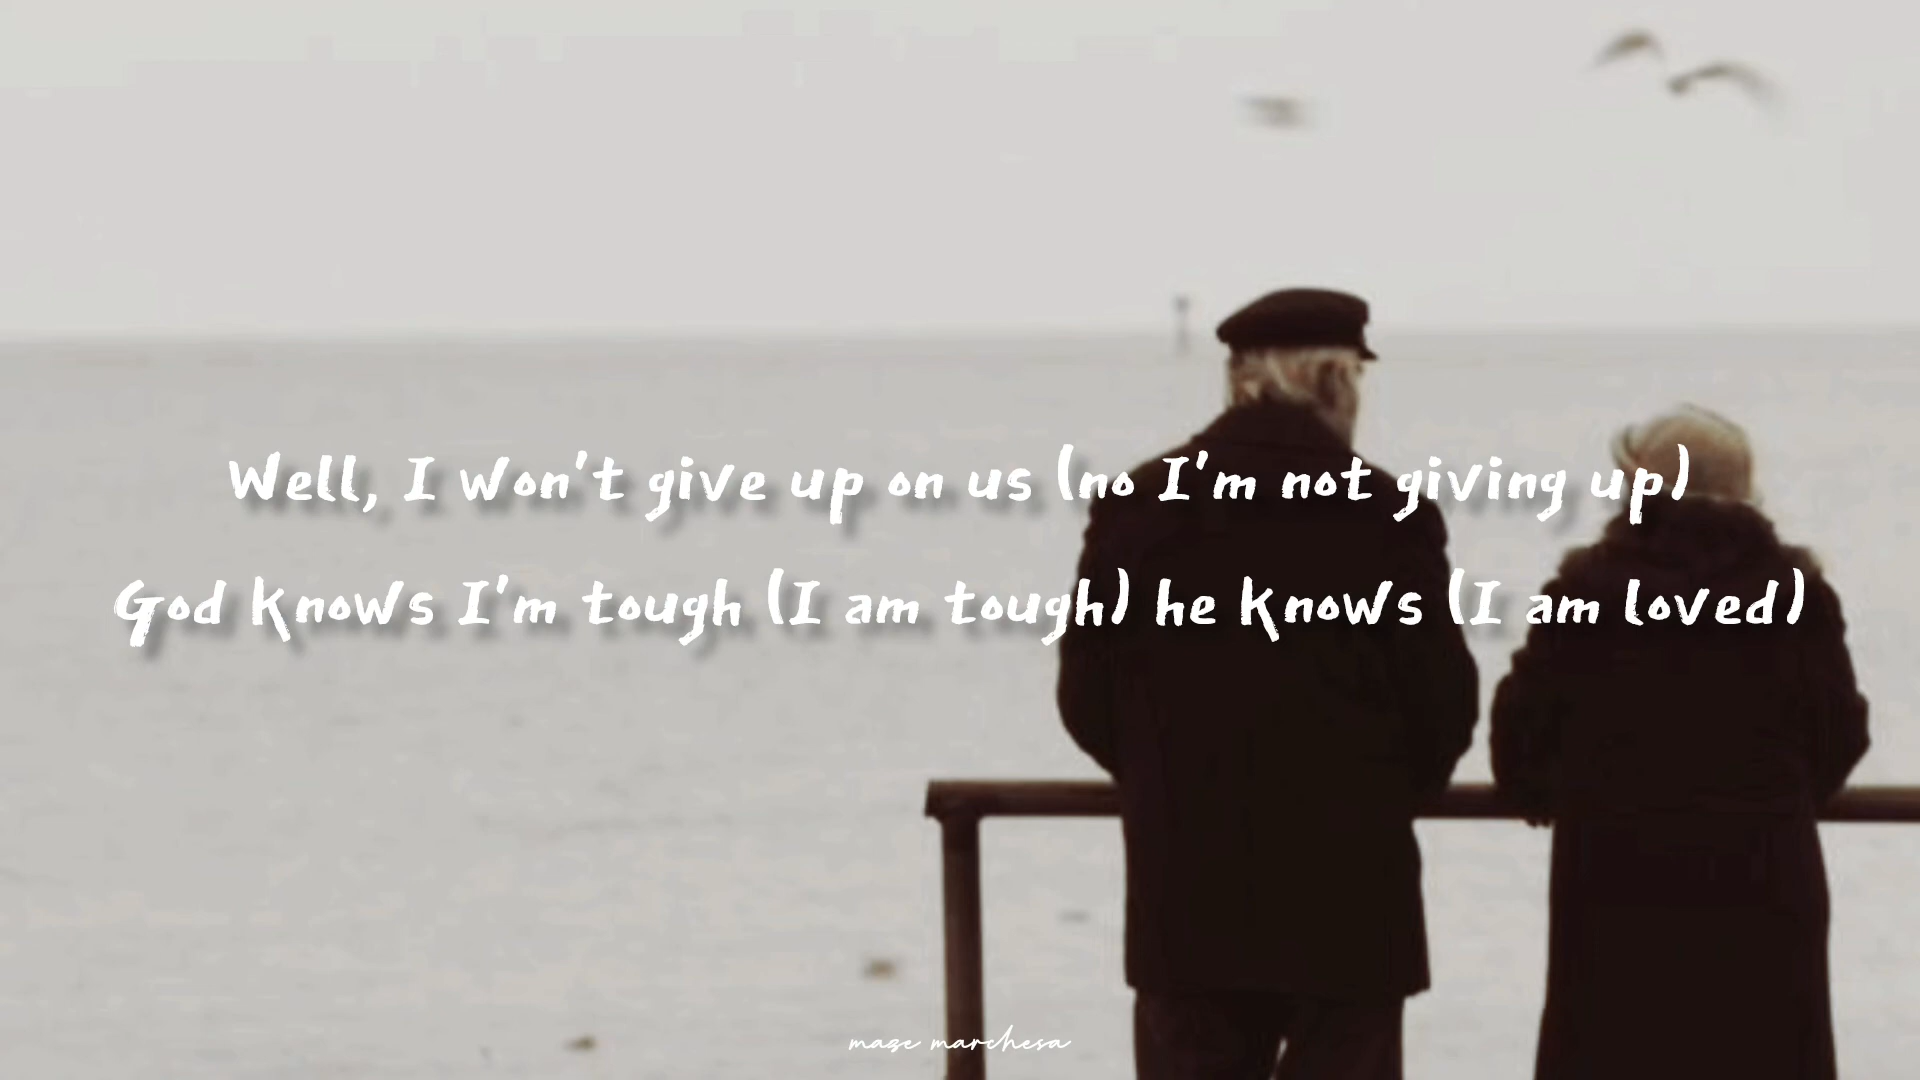 Well, I won't give up on us (no I'm not giving up)
God knows I'm tough (I am tough) he knows (I am loved)
maze marchesa